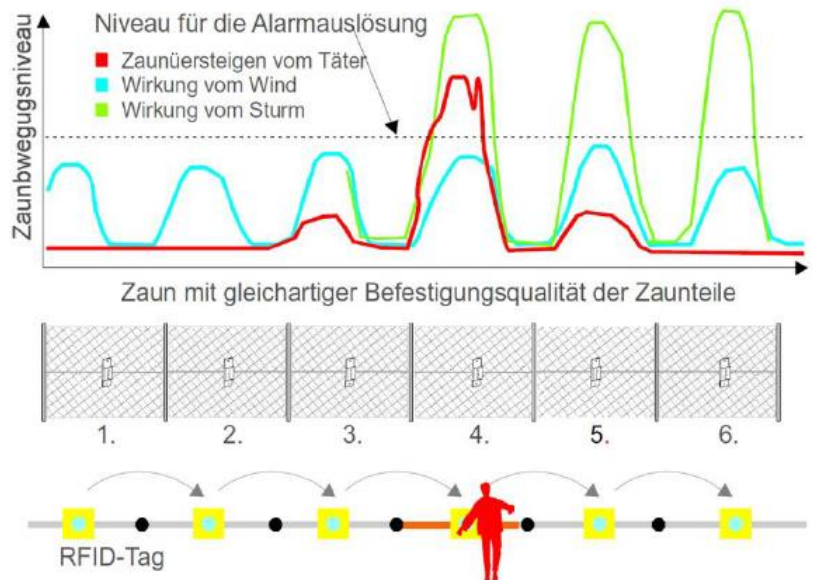 Niveau für die Alarmauslösung
Zaunüersteigen vom Täter
Wirkung vom Wind
Wirkung vom Sturm
Zaunbwegugsniveau
Zaun mit gleichartiger Befestigungsqualität der Zaunteile
1. 2. 3. 4. 5. 6.
RFID-Tag